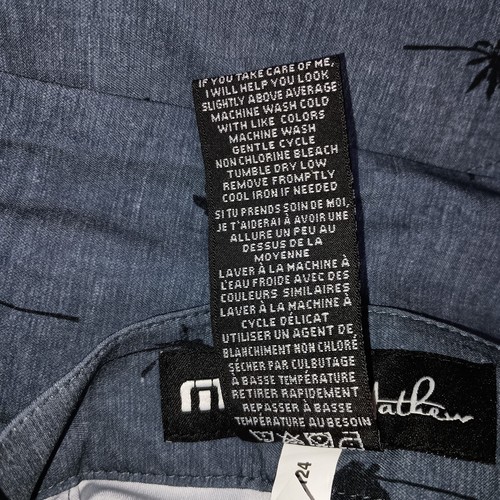 IF YOU TAKE CARE OF ME,
I WILL HELP YOU LOOK
SLIGHTLY ABOVE AVERAGE
MACHINE WASH COLD
WITH LIKE COLORS
MACHINE WASH
GENTLE CYCLE
NON CHLORINE BLEACH
TUMBLE DRY LOW
REMOVE PROMPTLY
COOL IRON IF NEEDED
SI TU PRENDS SOIN DE MOI,
JE T'AIDERAI À AVOIR UNE
ALLURE UN PEU AU
DESSUS DE LA
MOYENNE
LAVER À LA MACHINE À
L'EAU FROIDE AVEC DES
COULEURS SIMILAIRES
LAVER À LA MACHINE À
CYCLE DÉLICAT
UTILISER UN AGENT DE
BLANCHIMENT NON CHLORÉ
SÉCHER PAR CULBUTAGE
À BASSE TEMPÉRATURE
RETIRER RAPIDEMENT
REPASSER À BASSE
TEMPÉRATURE AU BESOIN
Mathew
/24